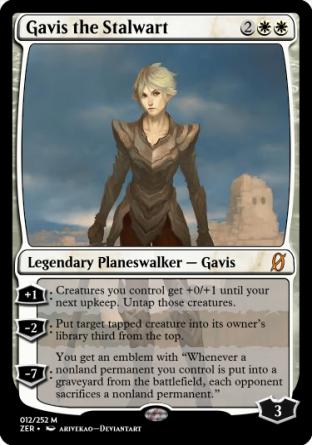 Gavis the Stalwart 2
Legendary Planeswalker — Gavis
+1 : Creatures you control get +0/+1 until your
next upkeep. Untap those creatures.
-2 : Put target tapped creature into its owner's
library third from the top.
You get an emblem with “Whenever a
nonland permanent you control is put into a
-7 : graveyard from the battlefield, each opponent
sacrifices a nonland permanent.”
3
012/252 M
ZER • ARIVEKAO—DEVIANTART